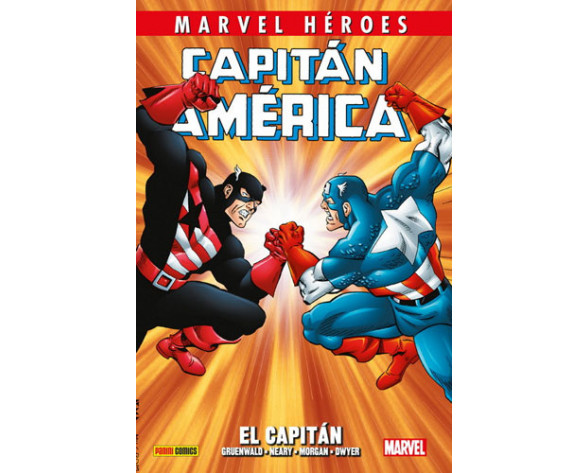 MARVEL HÉROES
CAPITÁN
AMÉRICA
EL CAPITÁN
GRUENWALD • NEARY • MORGAN • DWYER
PANINI COMICS
MARVEL